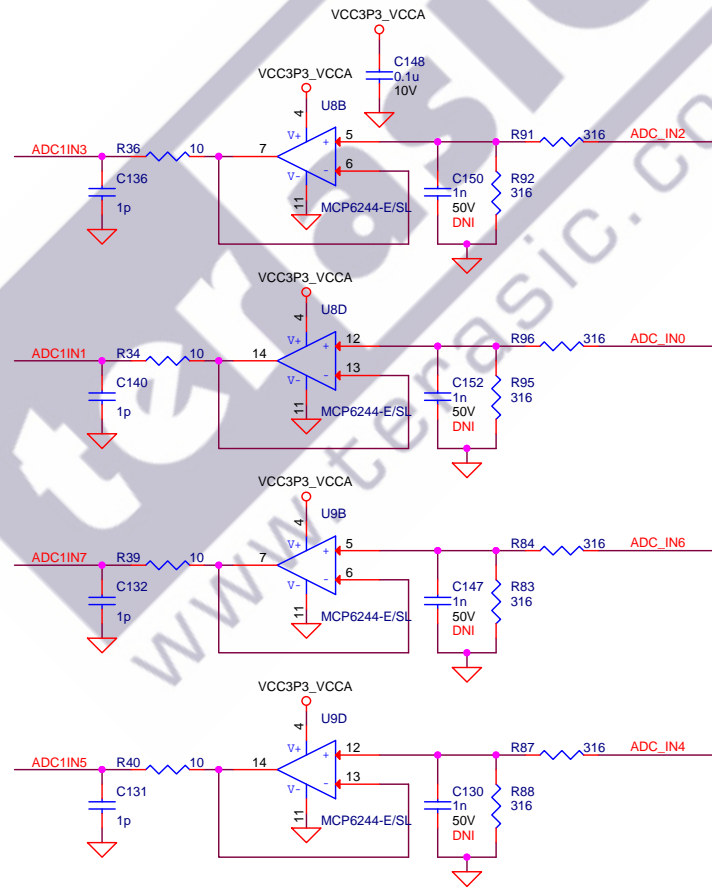 VCC3P3_VCCA
C148
0.1u
10V
VCC3P3_VCCA
4
U8B
V+
V-
+
-
7
5
6
11
MCP6244-E/SL
ADC1IN3
R36
10
C136
1p
C150
1n
50V
DNI
R91
316
ADC_IN2
R92
316
VCC3P3_VCCA
4
U8D
V+
V-
+
-
14
12
13
11
MCP6244-E/SL
ADC1IN1
R34
10
C140
1p
C152
1n
50V
DNI
R96
316
ADC_IN0
R95
316
VCC3P3_VCCA
4
U9B
V+
V-
+
-
7
5
6
11
MCP6244-E/SL
ADC1IN7
R39
10
C132
1p
C147
1n
50V
DNI
R84
316
ADC_IN6
R83
316
VCC3P3_VCCA
4
U9D
V+
V-
+
-
14
12
13
11
MCP6244-E/SL
ADC1IN5
R40
10
C131
1p
C130
1n
50V
DNI
R87
316
ADC_IN4
R88
316
terasic
www.terasic.co